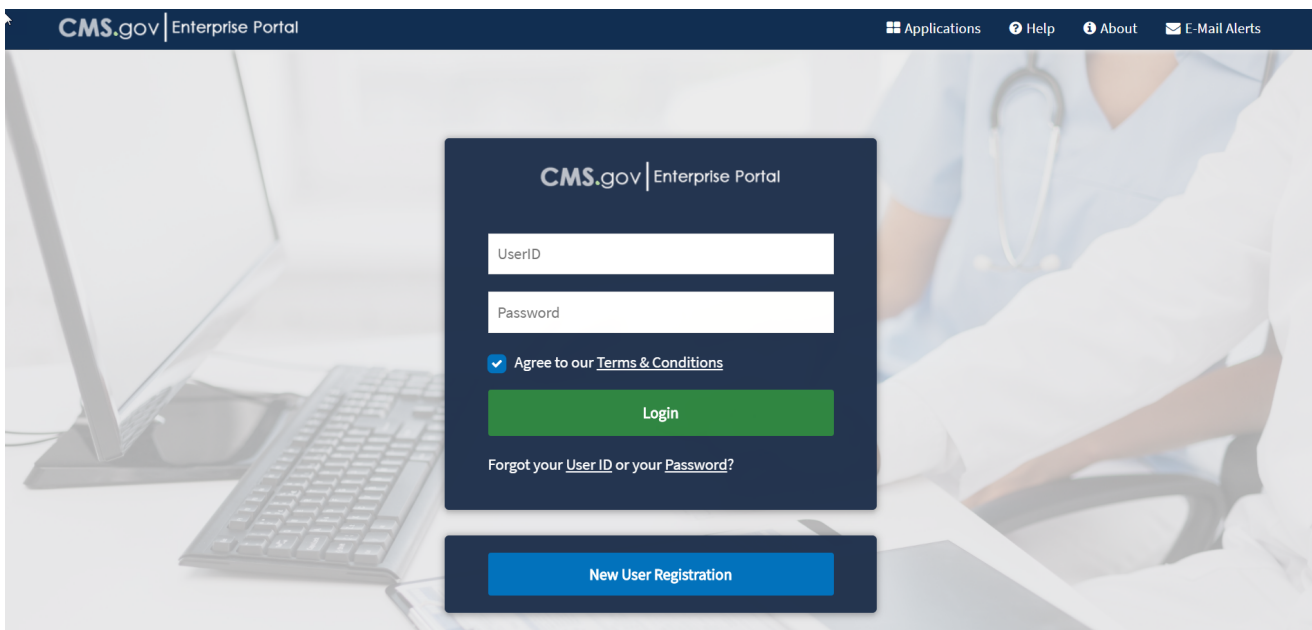 CMS.gov Enterprise Portal
Applications Help About E-Mail Alerts
CMS.gov Enterprise Portal
UserID
Password
Agree to our Terms & Conditions
Login
Forgot your User ID or your Password?
New User Registration